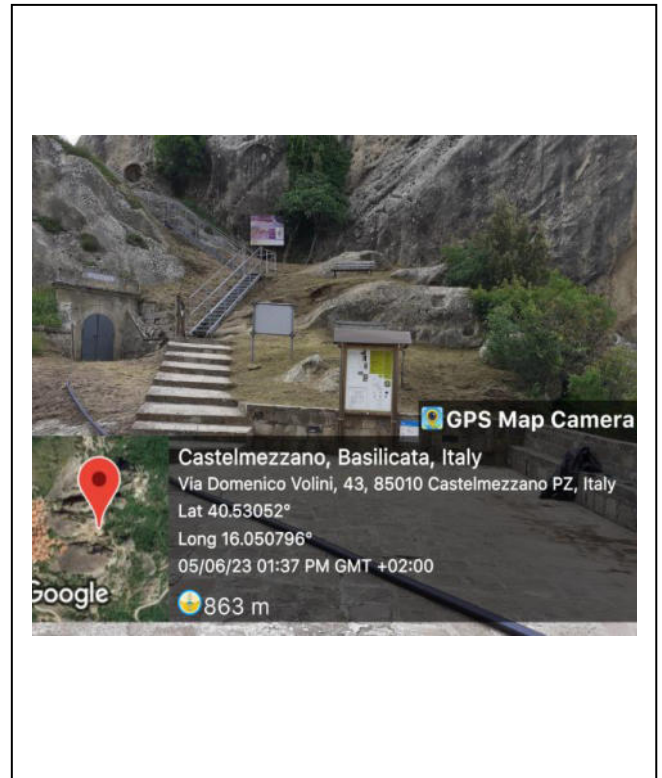 GPS Map Camera
Castelmezzano, Basilicata, Italy
Via Domenico Volini, 43, 85010 Castelmezzano PZ, Italy
Lat 40.53052°
Long 16.050796°
05/06/23 01:37 PM GMT +02:00
Google
863 m